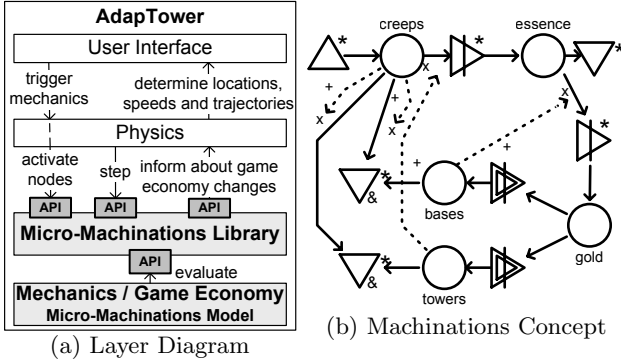 AdapTower
User Interface
trigger
mechanics
determine locations,
speeds and trajectories
Physics
activate
nodes
step
inform about game
economy changes
API
API
API
Micro-Machinations Library
API
evaluate
Mechanics / Game Economy
Micro-Machinations Model
(a) Layer Diagram
creeps
essence
*
*
*
x
+
+
x
x
x
*
+
+
*
&
bases
gold
*
&
towers
(b) Machinations Concept